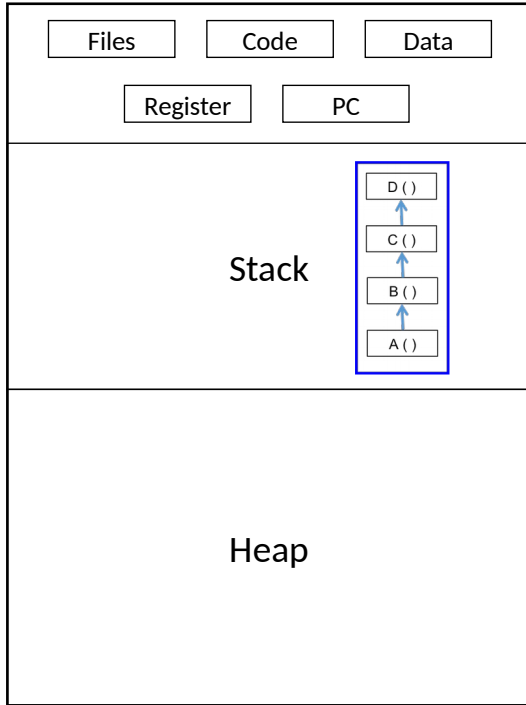 Files Code Data
Register PC
D ( )
C ( )
Stack
B ( )
A ( )
Heap